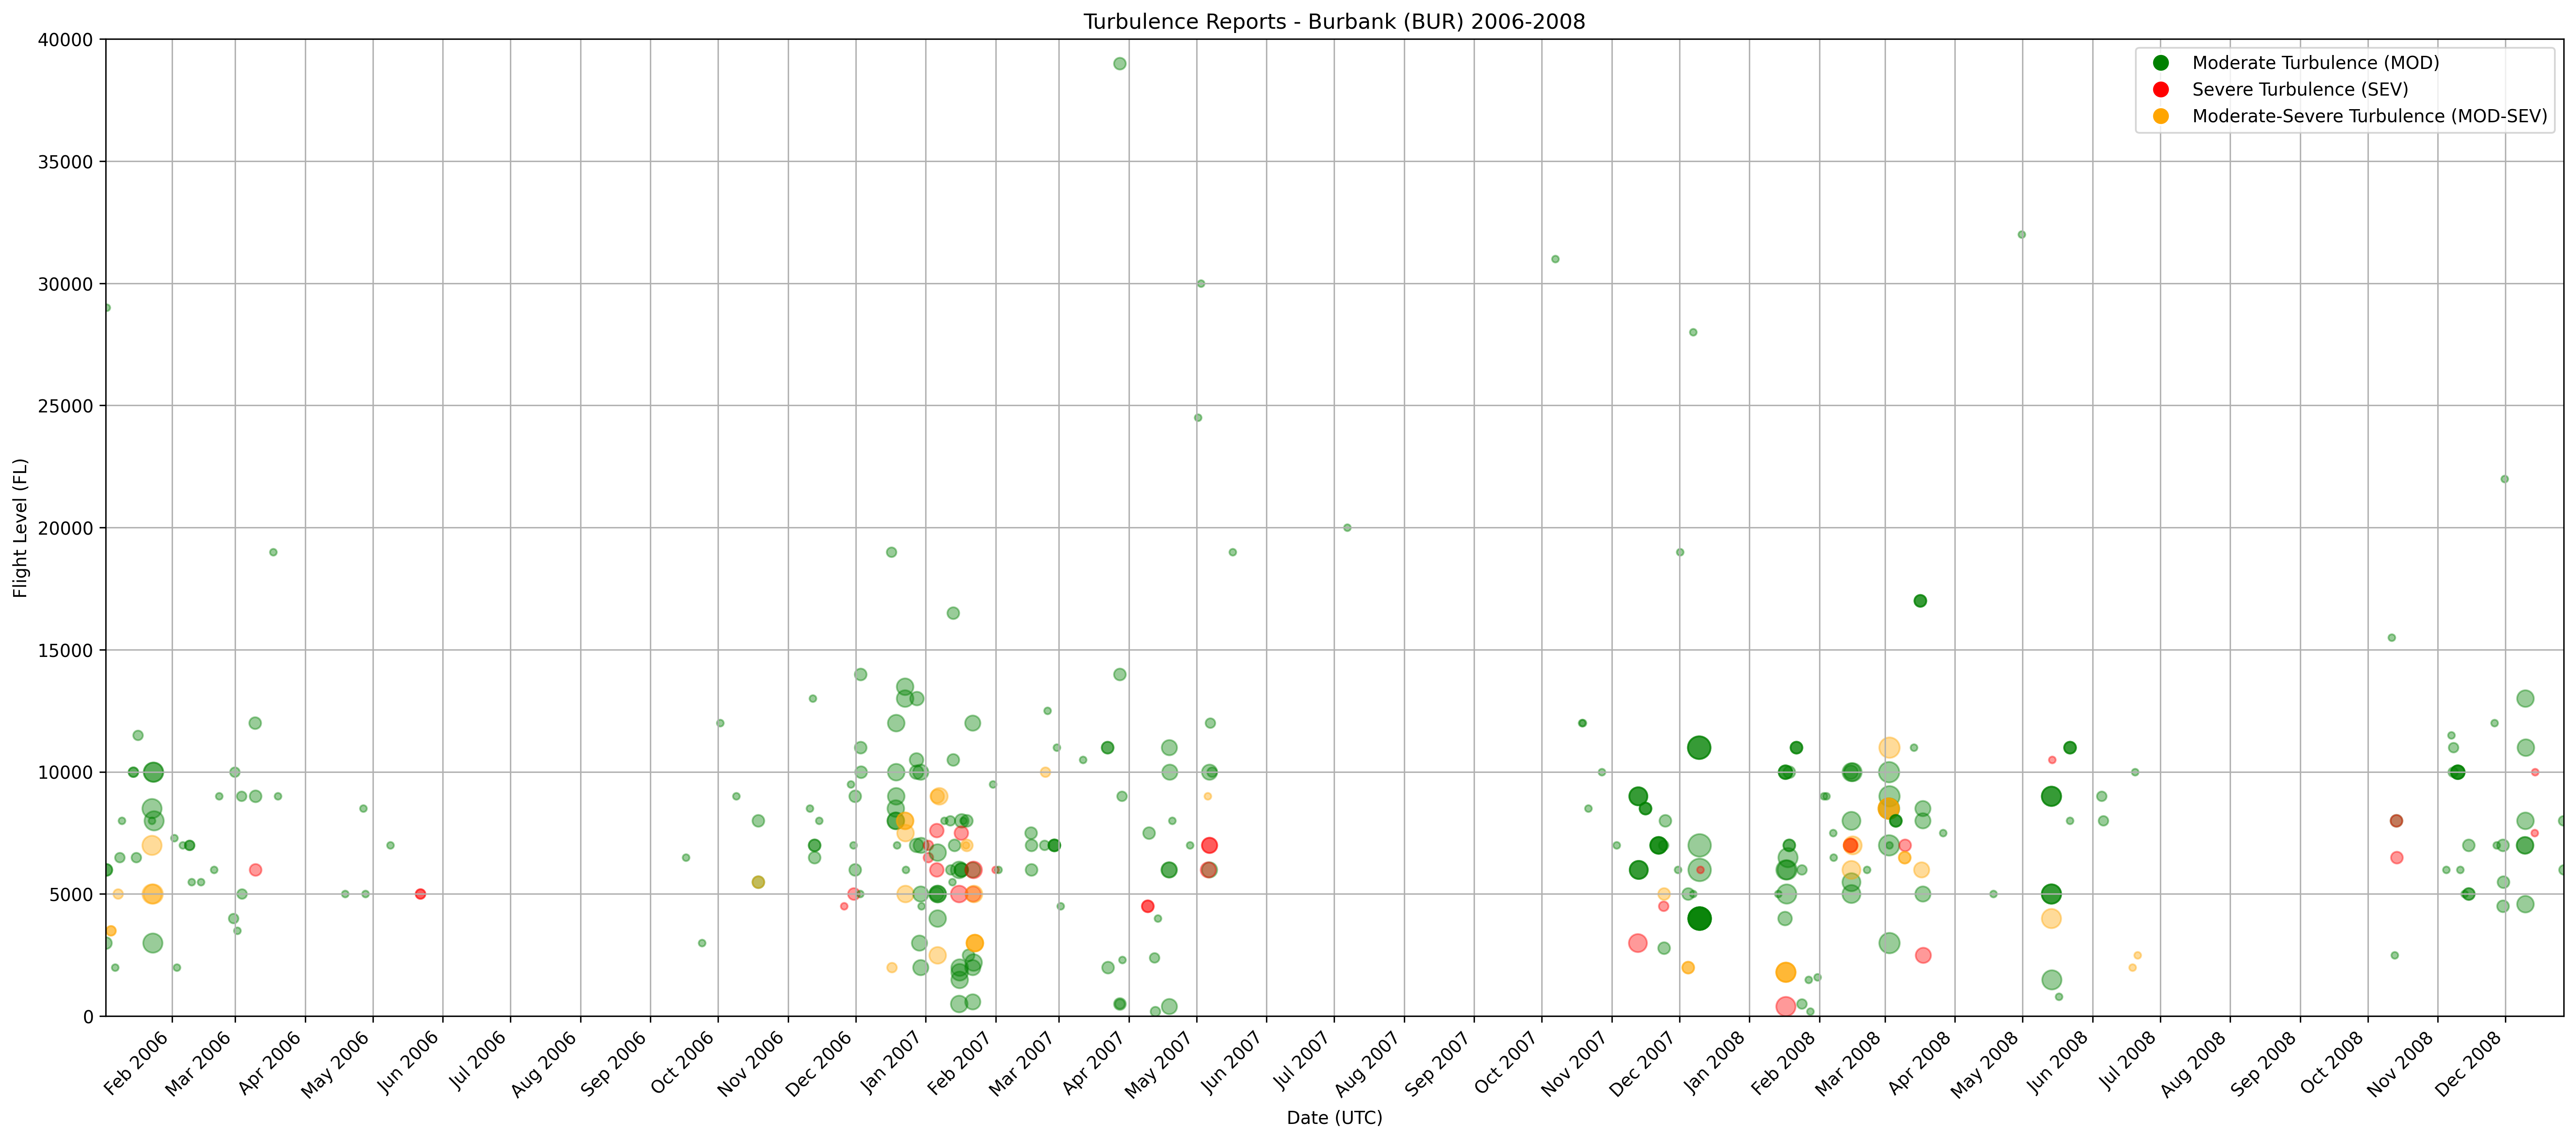 Turbulence Reports - Burbank (BUR) 2006-2008
40000
35000
30000
25000
20000
15000
10000
5000
0
Flight Level (FL)
Moderate Turbulence (MOD)
Severe Turbulence (SEV)
Moderate-Severe Turbulence (MOD-SEV)
Feb 2006
Mar 2006
Apr 2006
May 2006
Jun 2006
Jul 2006
Aug 2006
Sep 2006
Oct 2006
Nov 2006
Dec 2006
Jan 2007
Feb 2007
Mar 2007
Apr 2007
May 2007
Jun 2007
Jul 2007
Aug 2007
Sep 2007
Oct 2007
Nov 2007
Dec 2007
Jan 2008
Feb 2008
Mar 2008
Apr 2008
May 2008
Jun 2008
Jul 2008
Aug 2008
Sep 2008
Oct 2008
Nov 2008
Dec 2008
Date (UTC)